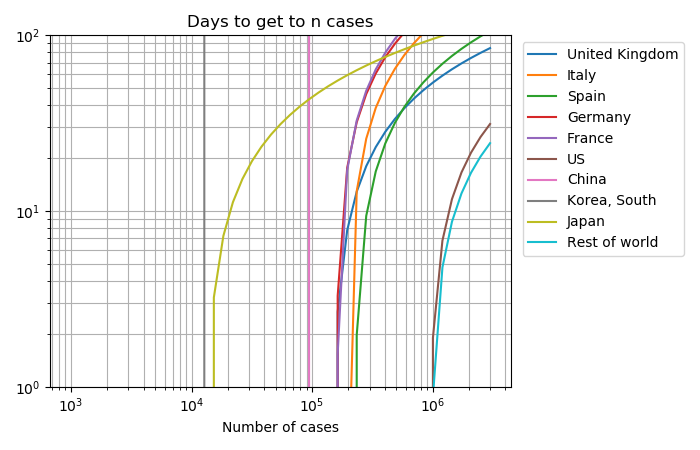 Days to get to n cases
10²
10¹
10⁰
10³
10⁴
10⁵
10⁶
Number of cases
United Kingdom
Italy
Spain
Germany
France
US
China
Korea, South
Japan
Rest of world